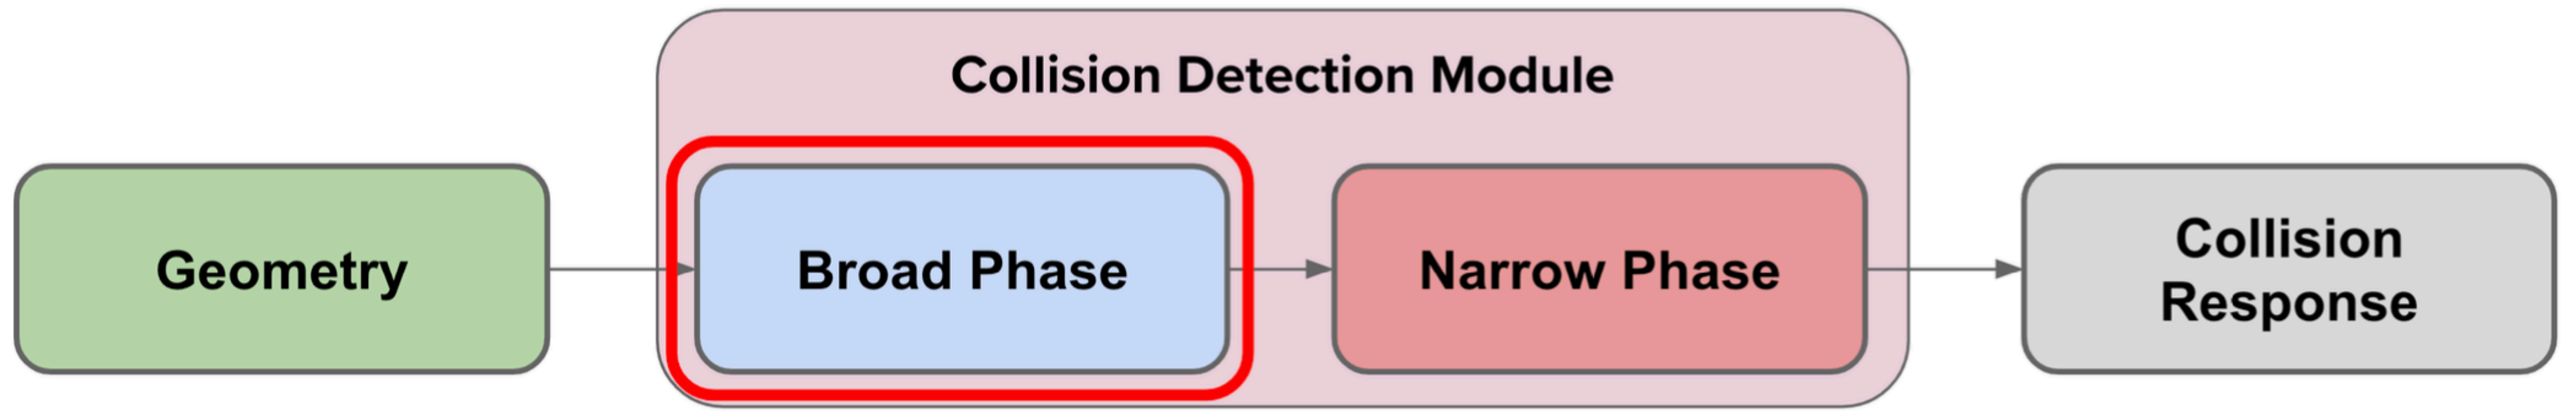 Collision Detection Module
Geometry
Broad Phase
Narrow Phase
Collision
Response